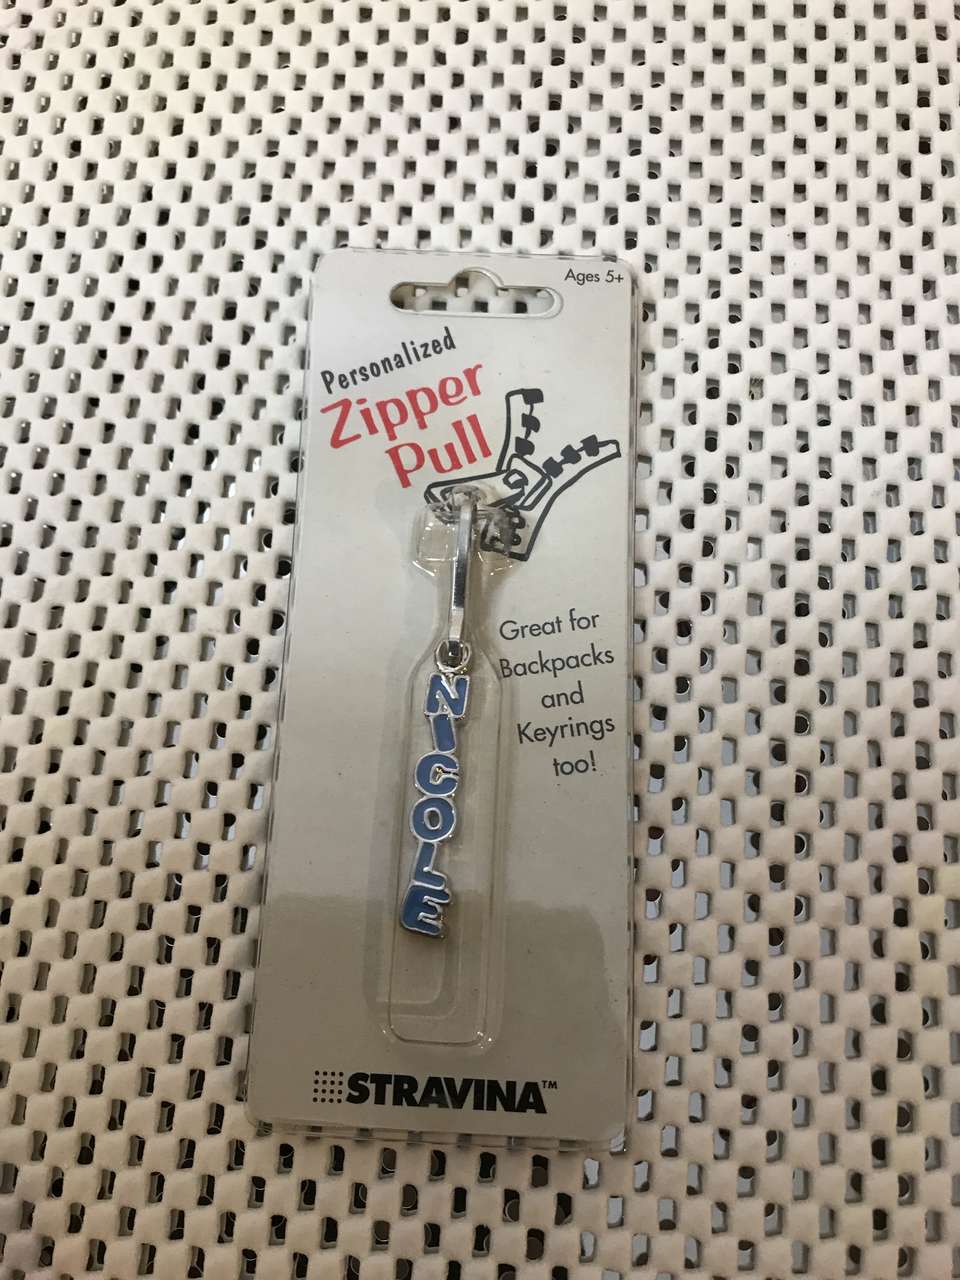 Ages 5+
Personalized
Zipper
Pull
Great for
Backpacks
and
Keyrings
too!
NICOLE
STRAVINA™